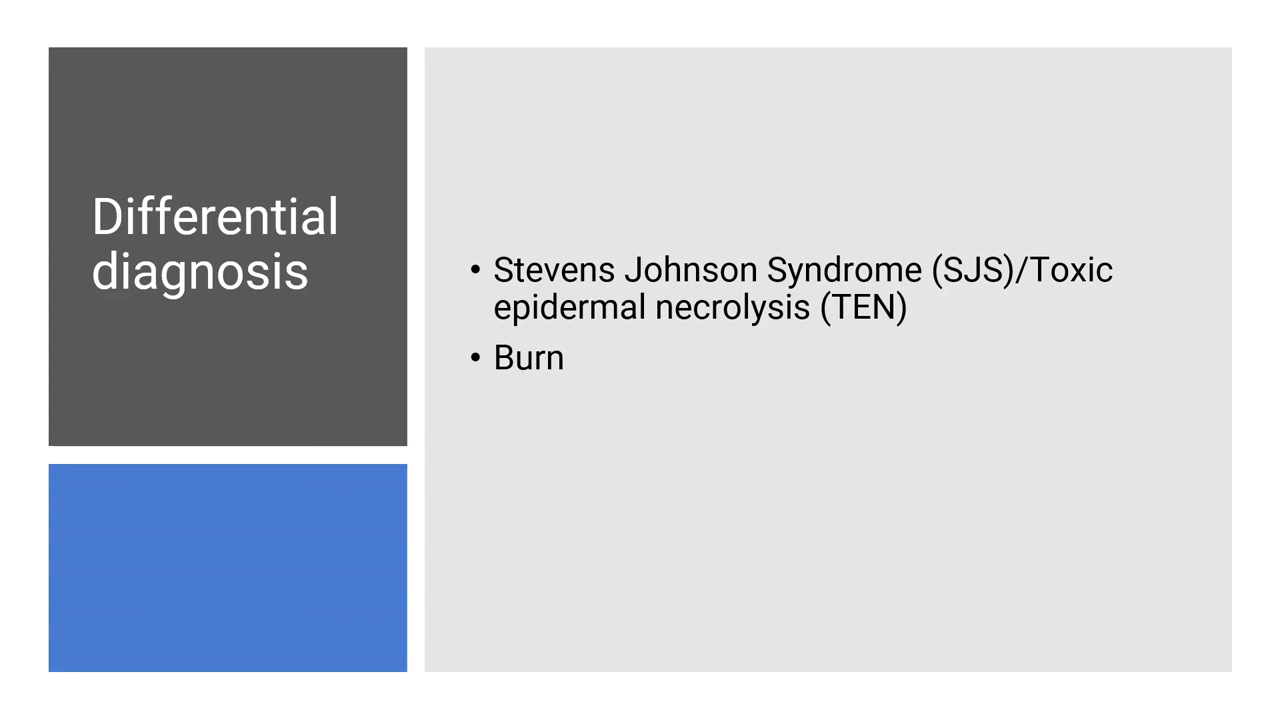 Differential
diagnosis
• Stevens Johnson Syndrome (SJS)/Toxic
epidermal necrolysis (TEN)
• Burn